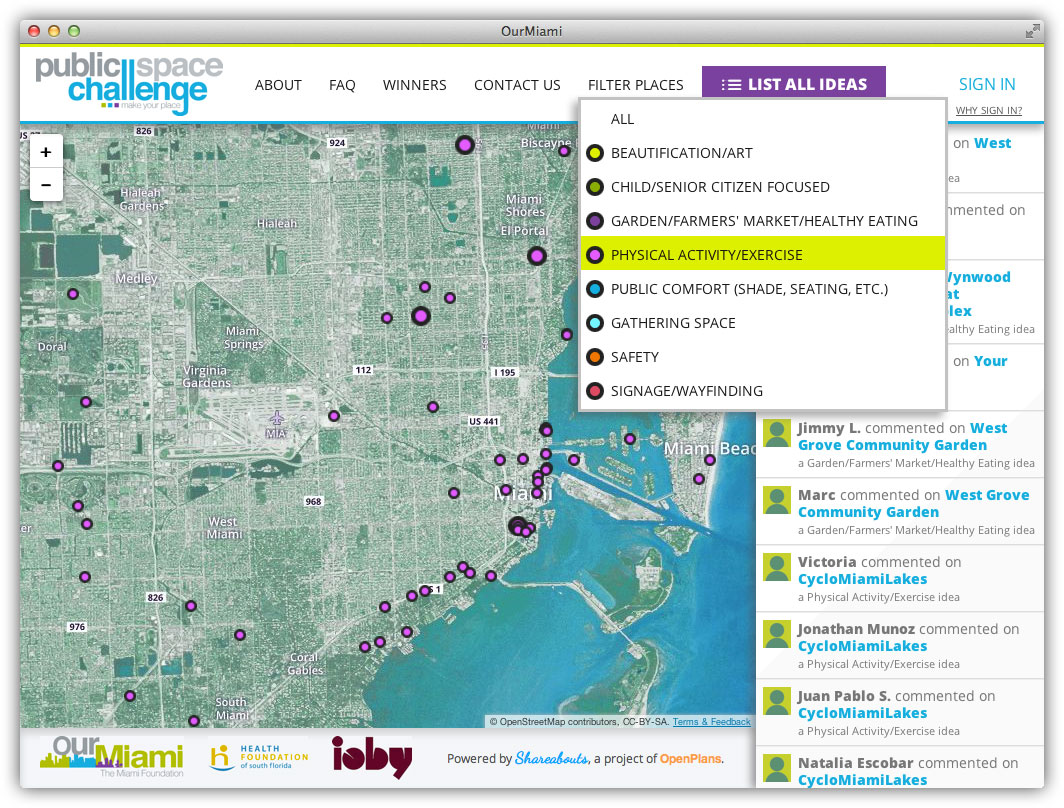 OurMiami
public space
challenge
make your place
ABOUT
FAQ
WINNERS
CONTACT US
FILTER PLACES
LIST ALL IDEAS
SIGN IN
WHY SIGN IN?
ALL
BEAUTIFICATION/ART
CHILD/SENIOR CITIZEN FOCUSED
GARDEN/FARMERS' MARKET/HEALTHY EATING
PHYSICAL ACTIVITY/EXERCISE
PUBLIC COMFORT (SHADE, SEATING, ETC.)
GATHERING SPACE
SAFETY
SIGNAGE/WAYFINDING
+
−
826
924
Miami
Biscayne
Hialeah
Gardens
Hialeah
Miami
Shores
El Portal
Medley
Doral
Miami
Springs
Virginia
Gardens
112
I 195
MIA
US 441
Miami Beac
Miami
968
West
Miami
826
976
S 1
Coral
Gables
South
Miami
on West
ea
mmented on
ynwood
at
lex
ealthy Eating idea
on Your
Jimmy L. commented on West
Grove Community Garden
a Garden/Farmers' Market/Healthy Eating idea
Marc commented on West Grove
Community Garden
a Garden/Farmers' Market/Healthy Eating idea
Victoria commented on
CycloMiamiLakes
a Physical Activity/Exercise idea
Jonathan Munoz commented on
CycloMiamiLakes
a Physical Activity/Exercise idea
Juan Pablo S. commented on
CycloMiamiLakes
a Physical Activity/Exercise idea
Natalia Escobar commented on
CycloMiamiLakes
© OpenStreetMap contributors, CC-BY-SA. Terms & Feedback
OurMiami
The Miami Foundation
HEALTH
FOUNDATION
of south florida
ioby
Powered by Shareabouts, a project of OpenPlans.